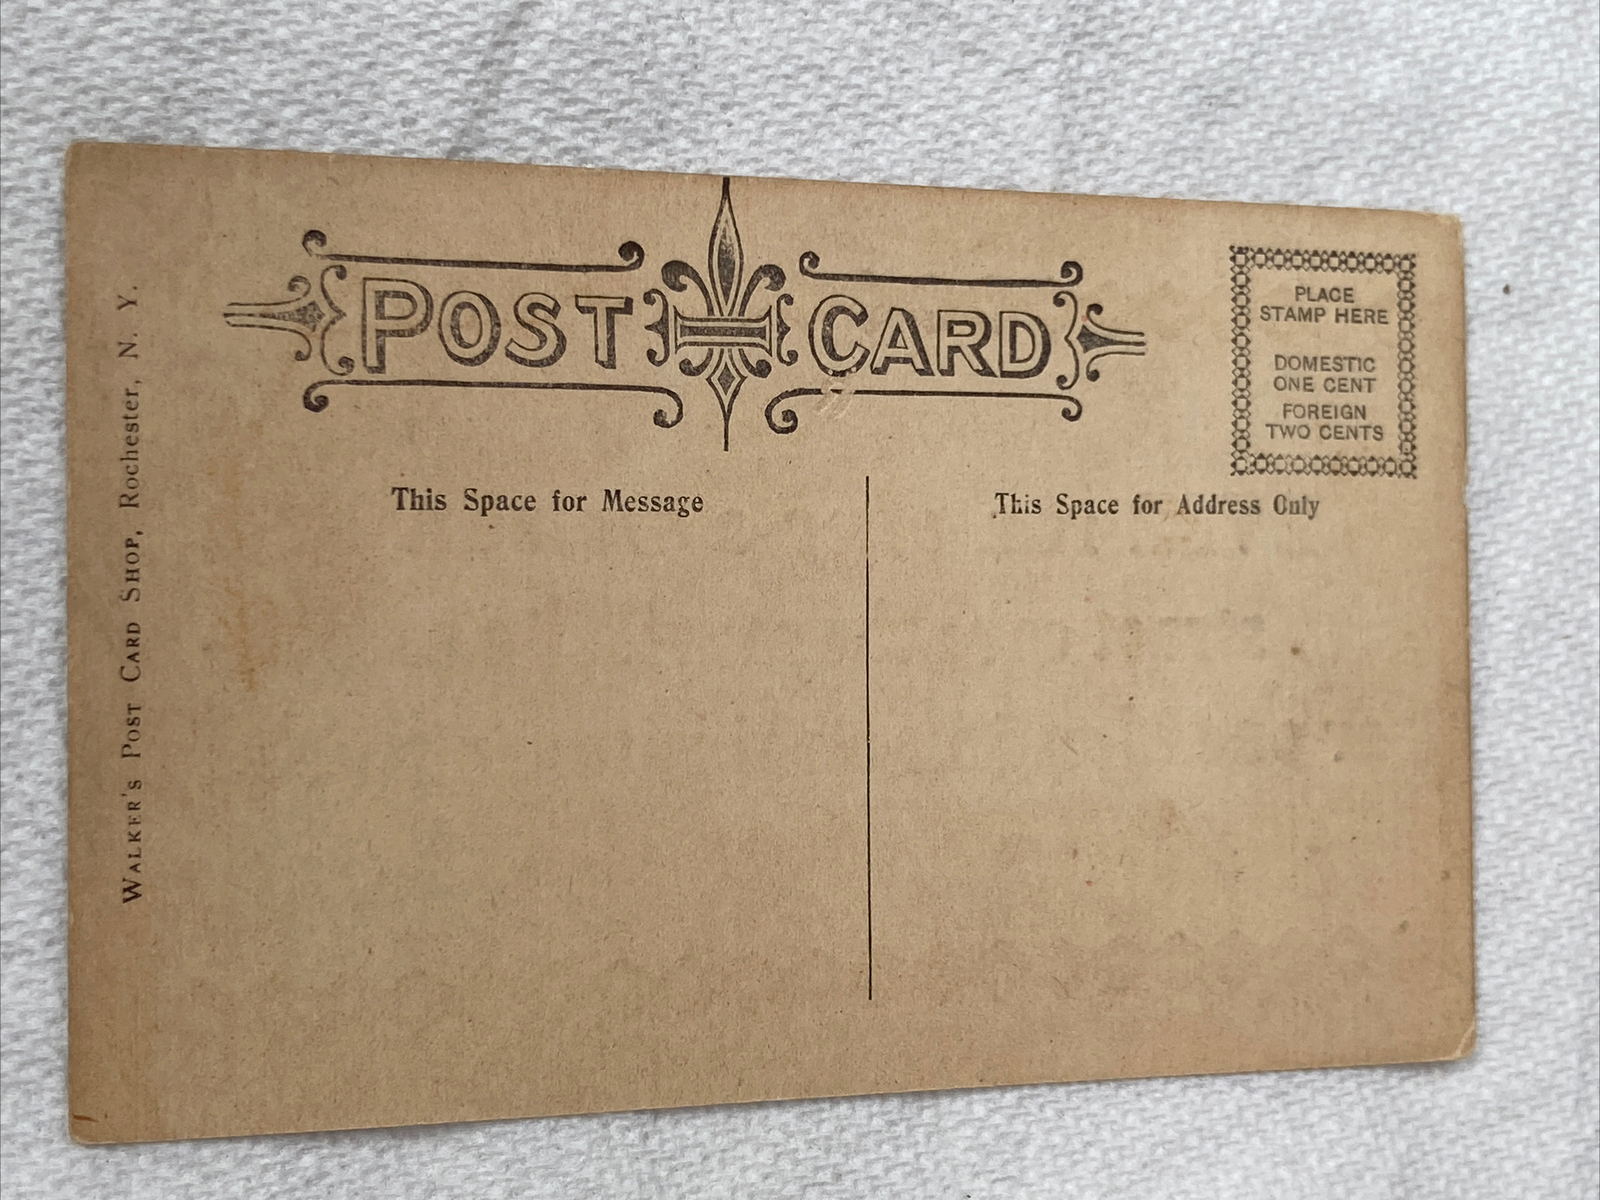 POST CARD
PLACE
STAMP HERE
DOMESTIC
ONE CENT
FOREIGN
TWO CENTS
This Space for Message
This Space for Address Only
WALKER'S POST CARD SHOP, Rochester, N. Y.